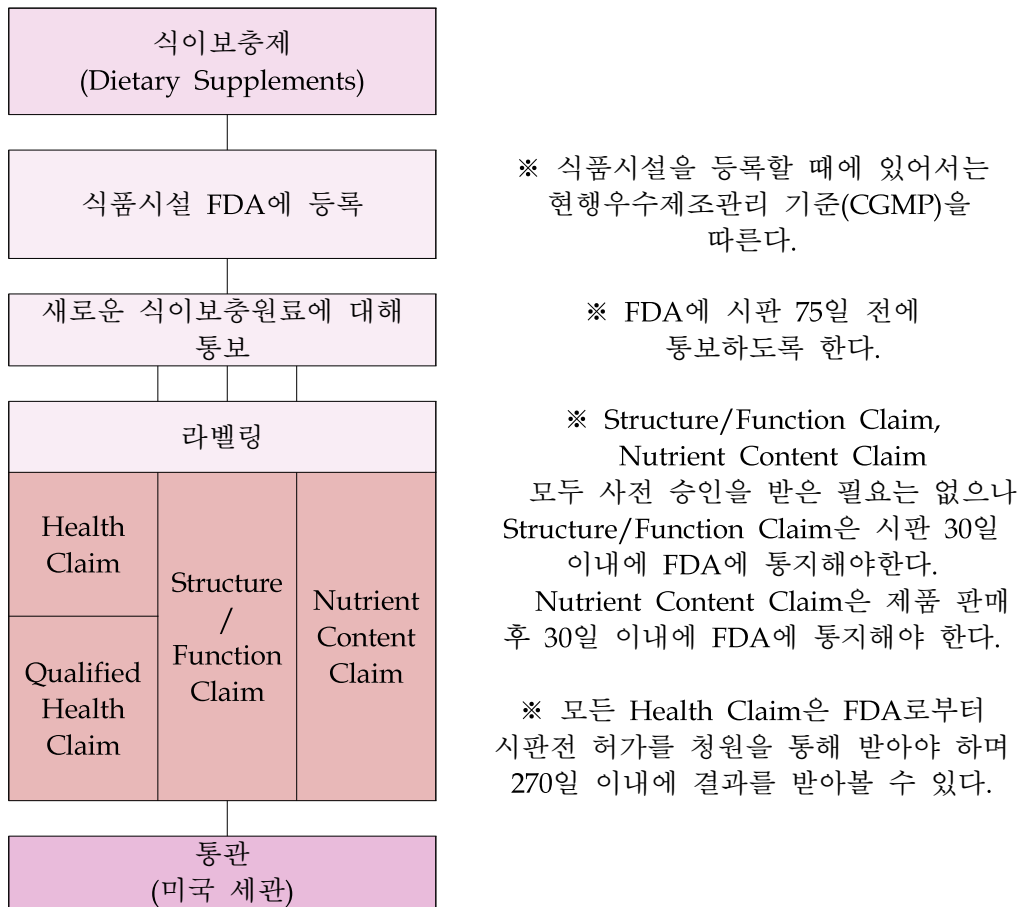 식이보충제
(Dietary Supplements)
식품시설 FDA에 등록
※ 식품시설을 등록할 때에 있어서는
현행우수제조관리 기준(CGMP)을
따른다.
새로운 식이보충원료에 대해
통보
※ FDA에 시판 75일 전에
통보하도록 한다.
라벨링
Health
Claim
Qualified
Health
Claim
Structure
/
Function
Claim
Nutrient
Content
Claim
※ Structure/Function Claim,
Nutrient Content Claim
모두 사전 승인을 받은 필요는 없으나
Structure/Function Claim은 시판 30일
이내에 FDA에 통지해야한다.
Nutrient Content Claim은 제품 판매
후 30일 이내에 FDA에 통지해야 한다.
※ 모든 Health Claim은 FDA로부터
시판전 허가를 청원을 통해 받아야 하며
270일 이내에 결과를 받아볼 수 있다.
통관
(미국 세관)